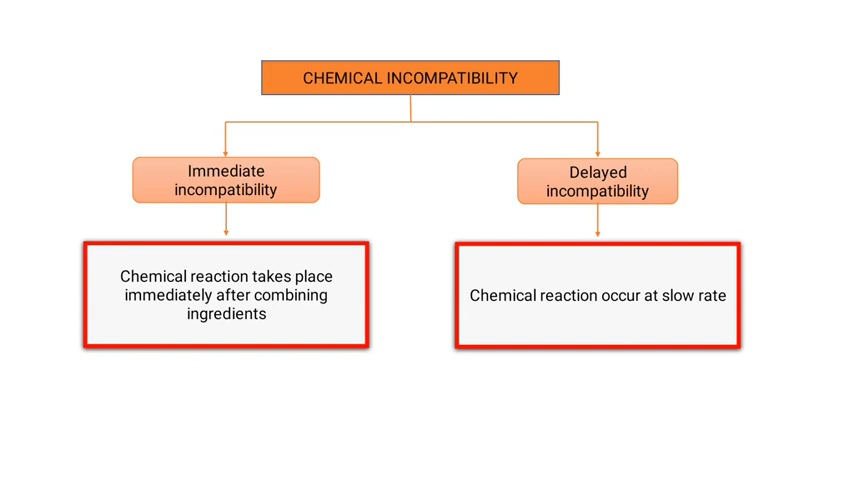 CHEMICAL INCOMPATIBILITY
Immediate
incompatibility
Delayed
incompatibility
Chemical reaction takes place
immediately after combining
ingredients
Chemical reaction occur at slow rate